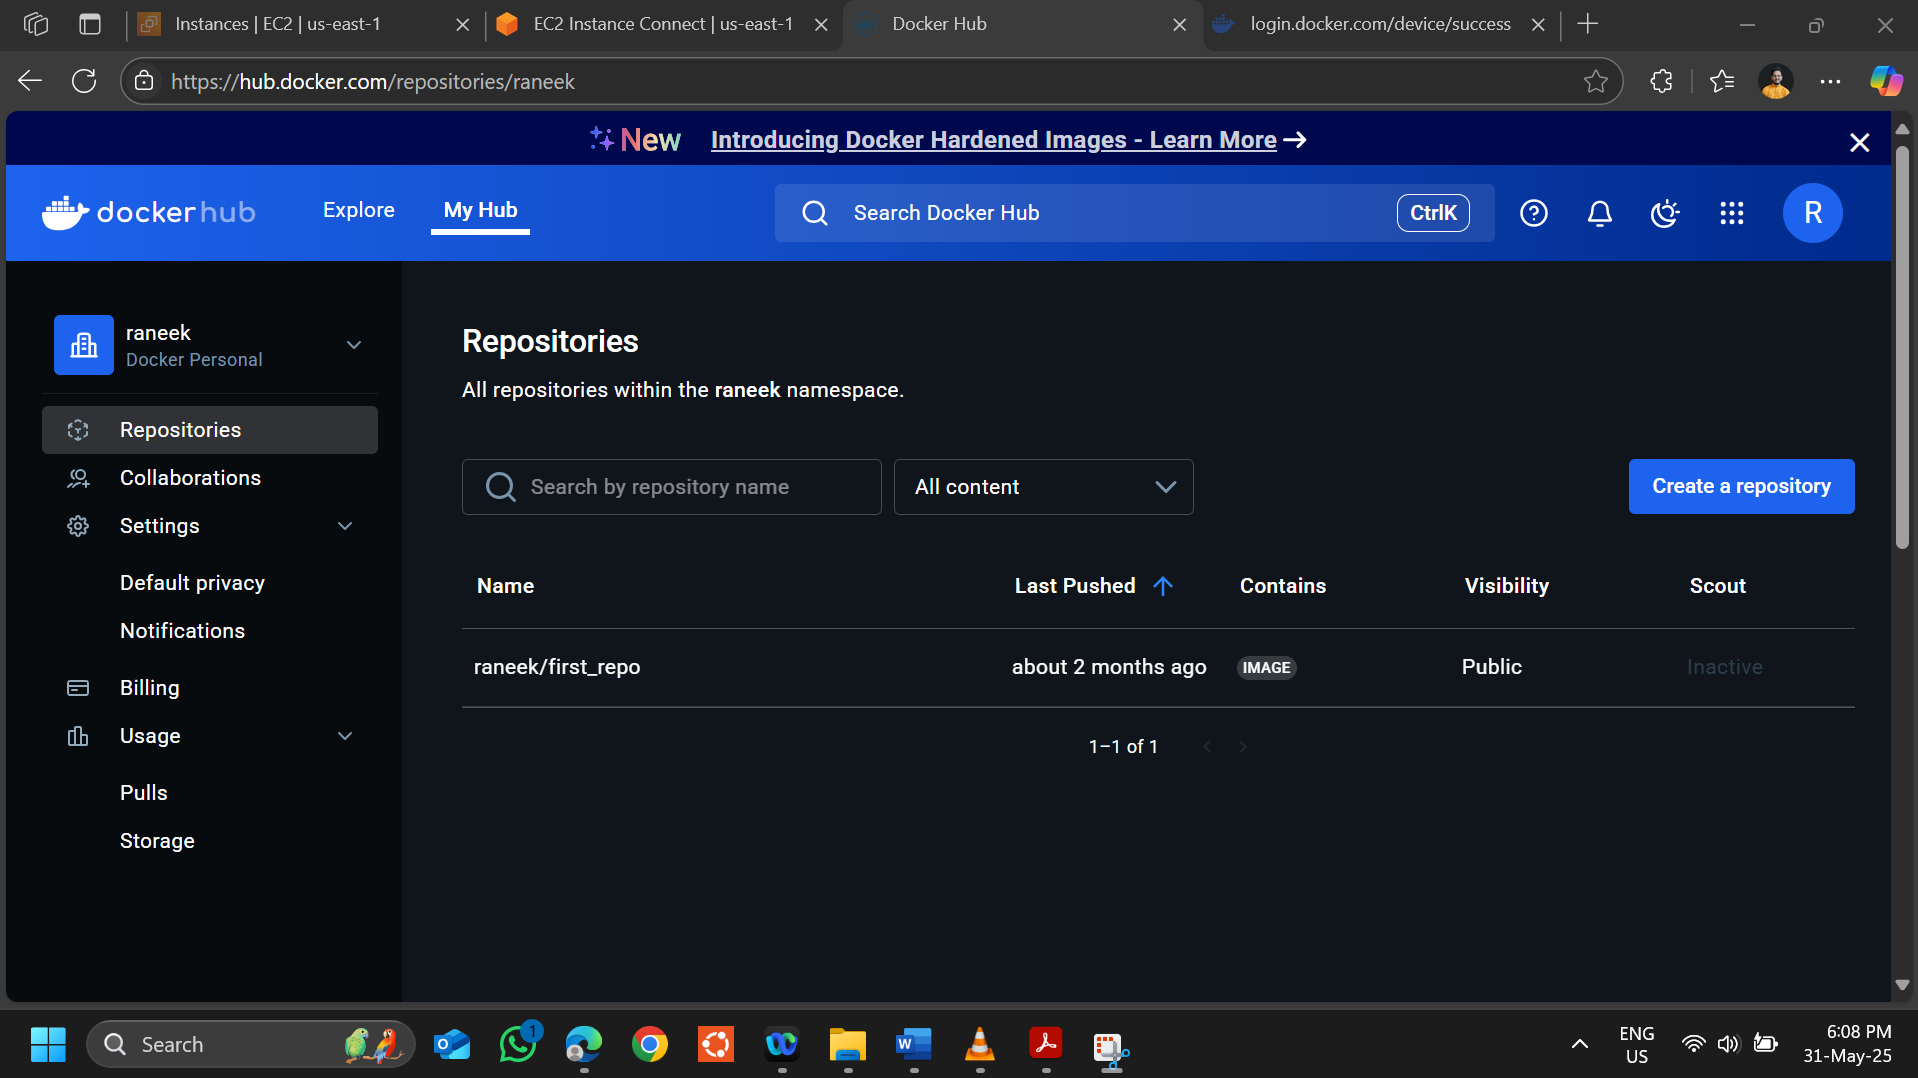 Instances | EC2 | us-east-1
EC2 Instance Connect | us-east-1
Docker Hub
login.docker.com/device/success
https://hub.docker.com/repositories/raneek
New Introducing Docker Hardened Images - Learn More
docker hub
Explore
My Hub
Search Docker Hub
CtrlK
R
raneek
Docker Personal
Repositories
Collaborations
Settings
Default privacy
Notifications
Billing
Usage
Pulls
Storage
Repositories
All repositories within the raneek namespace.
Search by repository name
All content
Create a repository
Name Last Pushed Contains Visibility Scout
raneek/first_repo about 2 months ago IMAGE Public Inactive
1–1 of 1
Search
1
ENG
US
6:08 PM
31-May-25